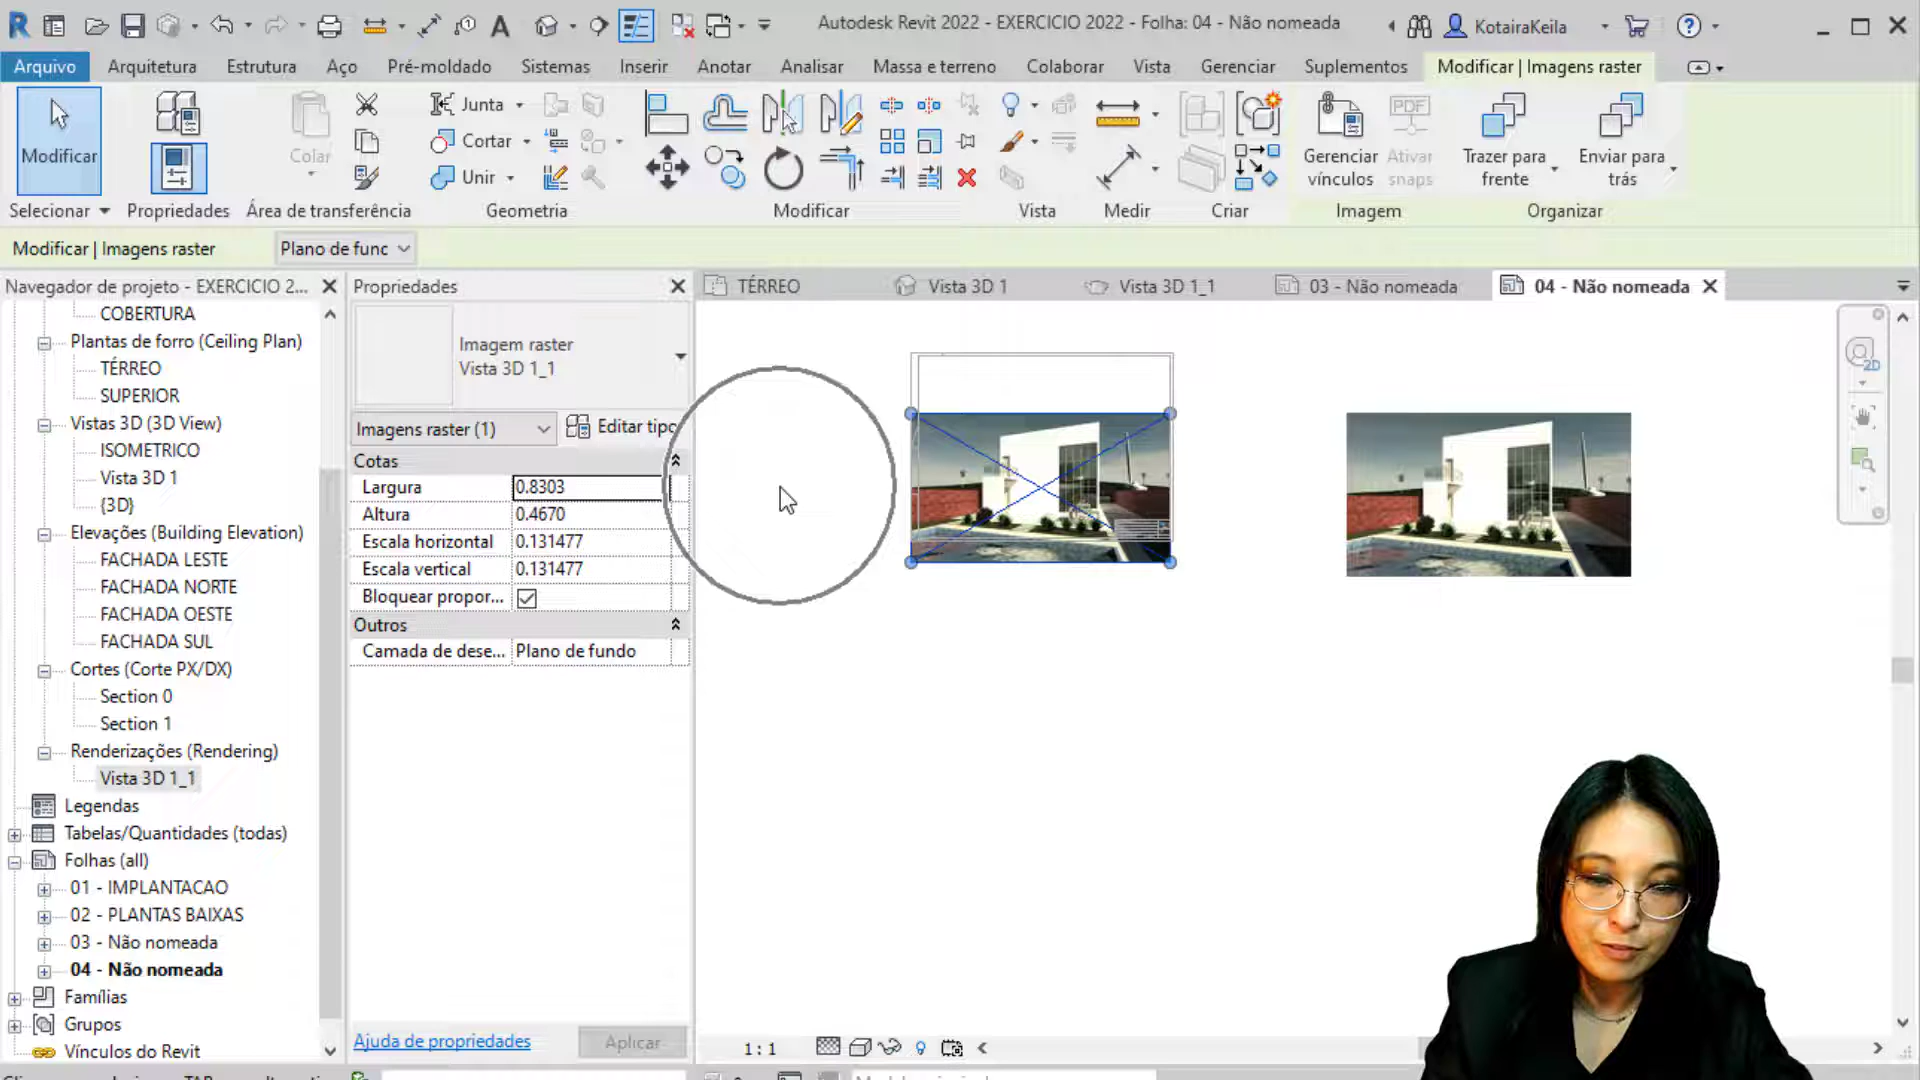 Autodesk Revit 2022 - EXERCICIO 2022 - Folha: 04 - Não nomeada
KotairaKeila
Arquivo Arquitetura Estrutura Aço Pré-moldado Sistemas Inserir Anotar Analisar Massa e terreno Colaborar Vista Gerenciar Suplementos Modificar | Imagens raster
Modificar
Colar
Junta
Cortar
Unir
PDF
Gerenciar vínculos
Ativar snaps
Trazer para frente
Enviar para trás
Selecionar Propriedades Área de transferência Geometria Modificar Vista Medir Criar Imagem Organizar
Modificar | Imagens raster
Plano de func
Navegador de projeto - EXERCICIO 2...
COBERTURA
Plantas de forro (Ceiling Plan)
TÉRREO
SUPERIOR
Vistas 3D (3D View)
ISOMETRICO
Vista 3D 1
{3D}
Elevações (Building Elevation)
FACHADA LESTE
FACHADA NORTE
FACHADA OESTE
FACHADA SUL
Cortes (Corte PX/DX)
Section 0
Section 1
Renderizações (Rendering)
Vista 3D 1_1
Legendas
Tabelas/Quantidades (todas)
Folhas (all)
01 - IMPLANTACAO
02 - PLANTAS BAIXAS
03 - Não nomeada
04 - Não nomeada
Famílias
Grupos
Vínculos do Revit
Propriedades
Imagem raster
Vista 3D 1_1
Imagens raster (1)
Editar tipo
Cotas
Largura 0.8303
Altura 0.4670
Escala horizontal 0.131477
Escala vertical 0.131477
Bloquear propor...
Outros
Camada de dese... Plano de fundo
Ajuda de propriedades
Aplicar
TÉRREO
Vista 3D 1
Vista 3D 1_1
03 - Não nomeada
04 - Não nomeada
2D
1 : 1